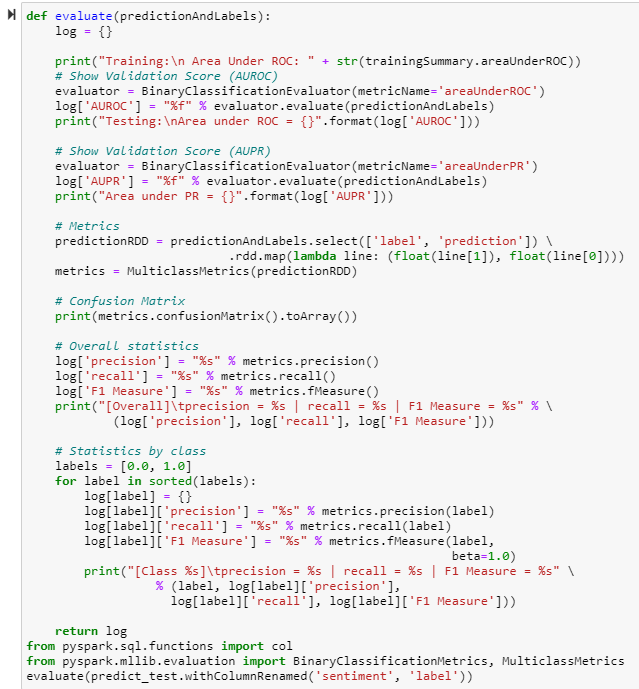 def evaluate(predictionAndLabels):
    log = {}

    print("Training:\n Area Under ROC: " + str(trainingSummary.areaUnderROC))
    # Show Validation Score (AUROC)
    evaluator = BinaryClassificationEvaluator(metricName='areaUnderROC')
    log['AUROC'] = "%f" % evaluator.evaluate(predictionAndLabels)
    print("Testing:\nArea under ROC = {}".format(log['AUROC']))

    # Show Validation Score (AUPR)
    evaluator = BinaryClassificationEvaluator(metricName='areaUnderPR')
    log['AUPR'] = "%f" % evaluator.evaluate(predictionAndLabels)
    print("Area under PR = {}".format(log['AUPR']))

    # Metrics
    predictionRDD = predictionAndLabels.select(['label', 'prediction']) \
                            .rdd.map(lambda line: (float(line[1]), float(line[0])))
    metrics = MulticlassMetrics(predictionRDD)

    # Confusion Matrix
    print(metrics.confusionMatrix().toArray())

    # Overall statistics
    log['precision'] = "%s" % metrics.precision()
    log['recall'] = "%s" % metrics.recall()
    log['F1 Measure'] = "%s" % metrics.fMeasure()
    print("[Overall]\tprecision = %s | recall = %s | F1 Measure = %s" % \
            (log['precision'], log['recall'], log['F1 Measure']))

    # Statistics by class
    labels = [0.0, 1.0]
    for label in sorted(labels):
        log[label] = {}
        log[label]['precision'] = "%s" % metrics.precision(label)
        log[label]['recall'] = "%s" % metrics.recall(label)
        log[label]['F1 Measure'] = "%s" % metrics.fMeasure(label,
                                                           beta=1.0)
        print("[Class %s]\tprecision = %s | recall = %s | F1 Measure = %s" \
                  % (label, log[label]['precision'],
                    log[label]['recall'], log[label]['F1 Measure']))

    return log
from pyspark.sql.functions import col
from pyspark.mllib.evaluation import BinaryClassificationMetrics, MulticlassMetrics
evaluate(predict_test.withColumnRenamed('sentiment', 'label'))